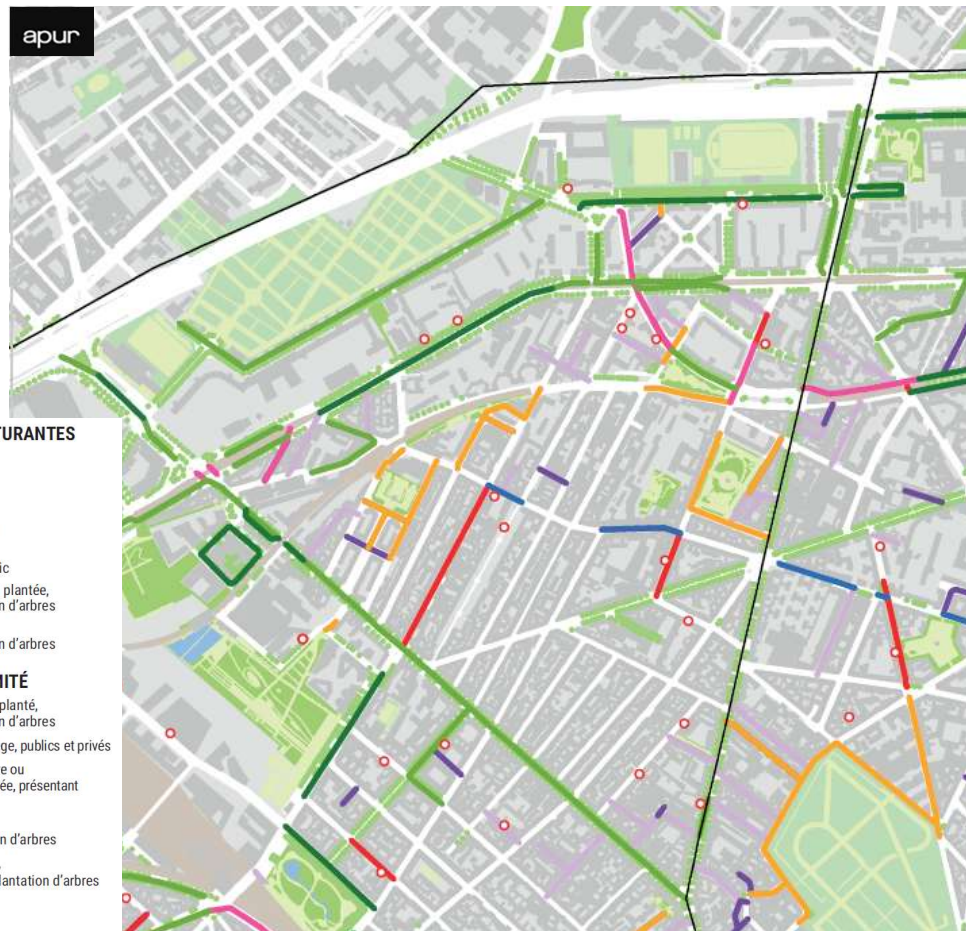 apur
TURANTES
ic
plantée,
n d'arbres
n d'arbres
MITÉ
planté,
n d'arbres
ge, publics et privés
e ou
ée, présentant
n d'arbres
lantation d'arbres